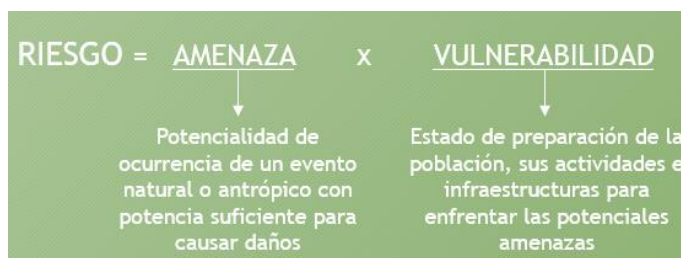 RIESGO = AMENAZA x VULNERABILIDAD
Potencialidad de
ocurrencia de un evento
natural o antrópico con
potencia suficiente para
causar daños
Estado de preparación de la
población, sus actividades e
infraestructuras para
enfrentar las potenciales
amenazas